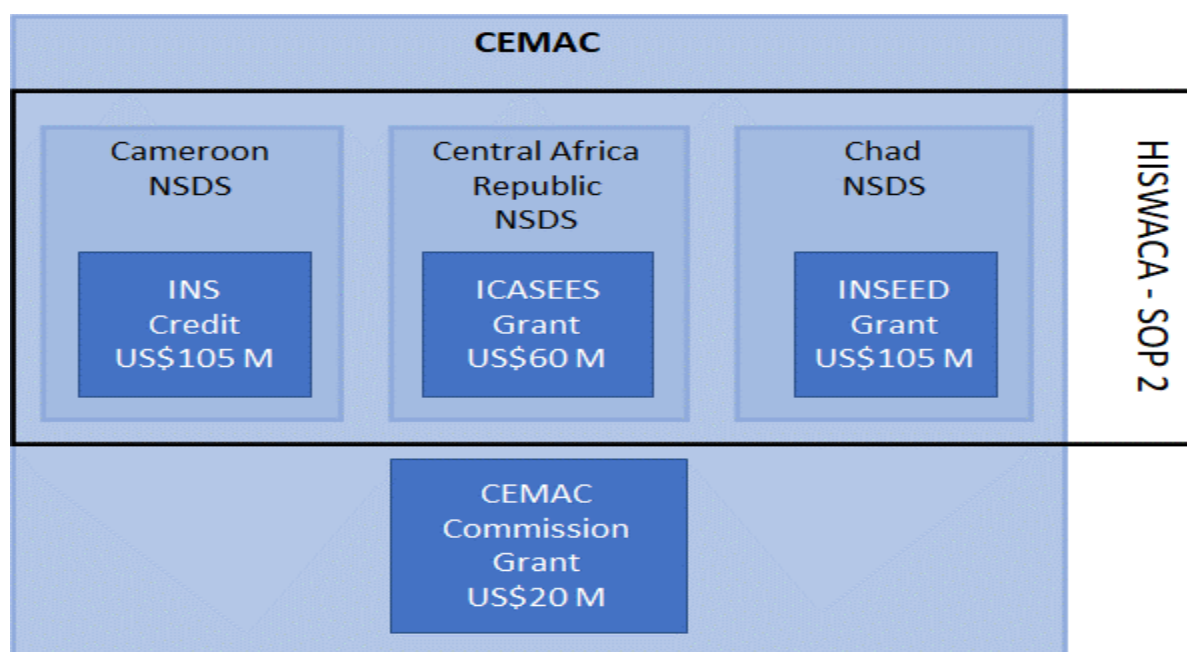 CEMAC
Cameroon
NSDS
INS
Credit
US$105 M
Central Africa
Republic
NSDS
ICASEES
Grant
US$60 M
Chad
NSDS
INSEED
Grant
US$105 M
HISWACA - SOP 2
CEMAC
Commission
Grant
US$20 M